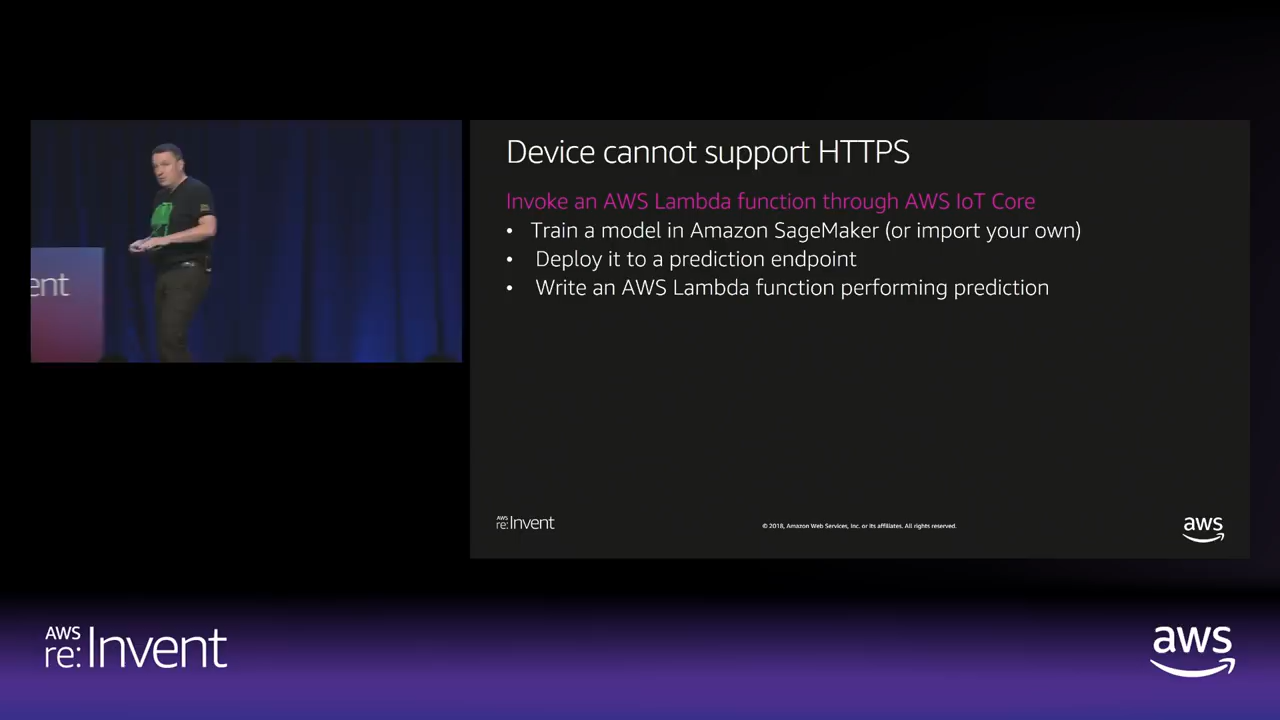 Device cannot support HTTPS
Invoke an AWS Lambda function through AWS IoT Core
• Train a model in Amazon SageMaker (or import your own)
• Deploy it to a prediction endpoint
• Write an AWS Lambda function performing prediction
ent
AWS
re:Invent
© 2018, Amazon Web Services, Inc. or its affiliates. All rights reserved.
aws
AWS
re:Invent
aws